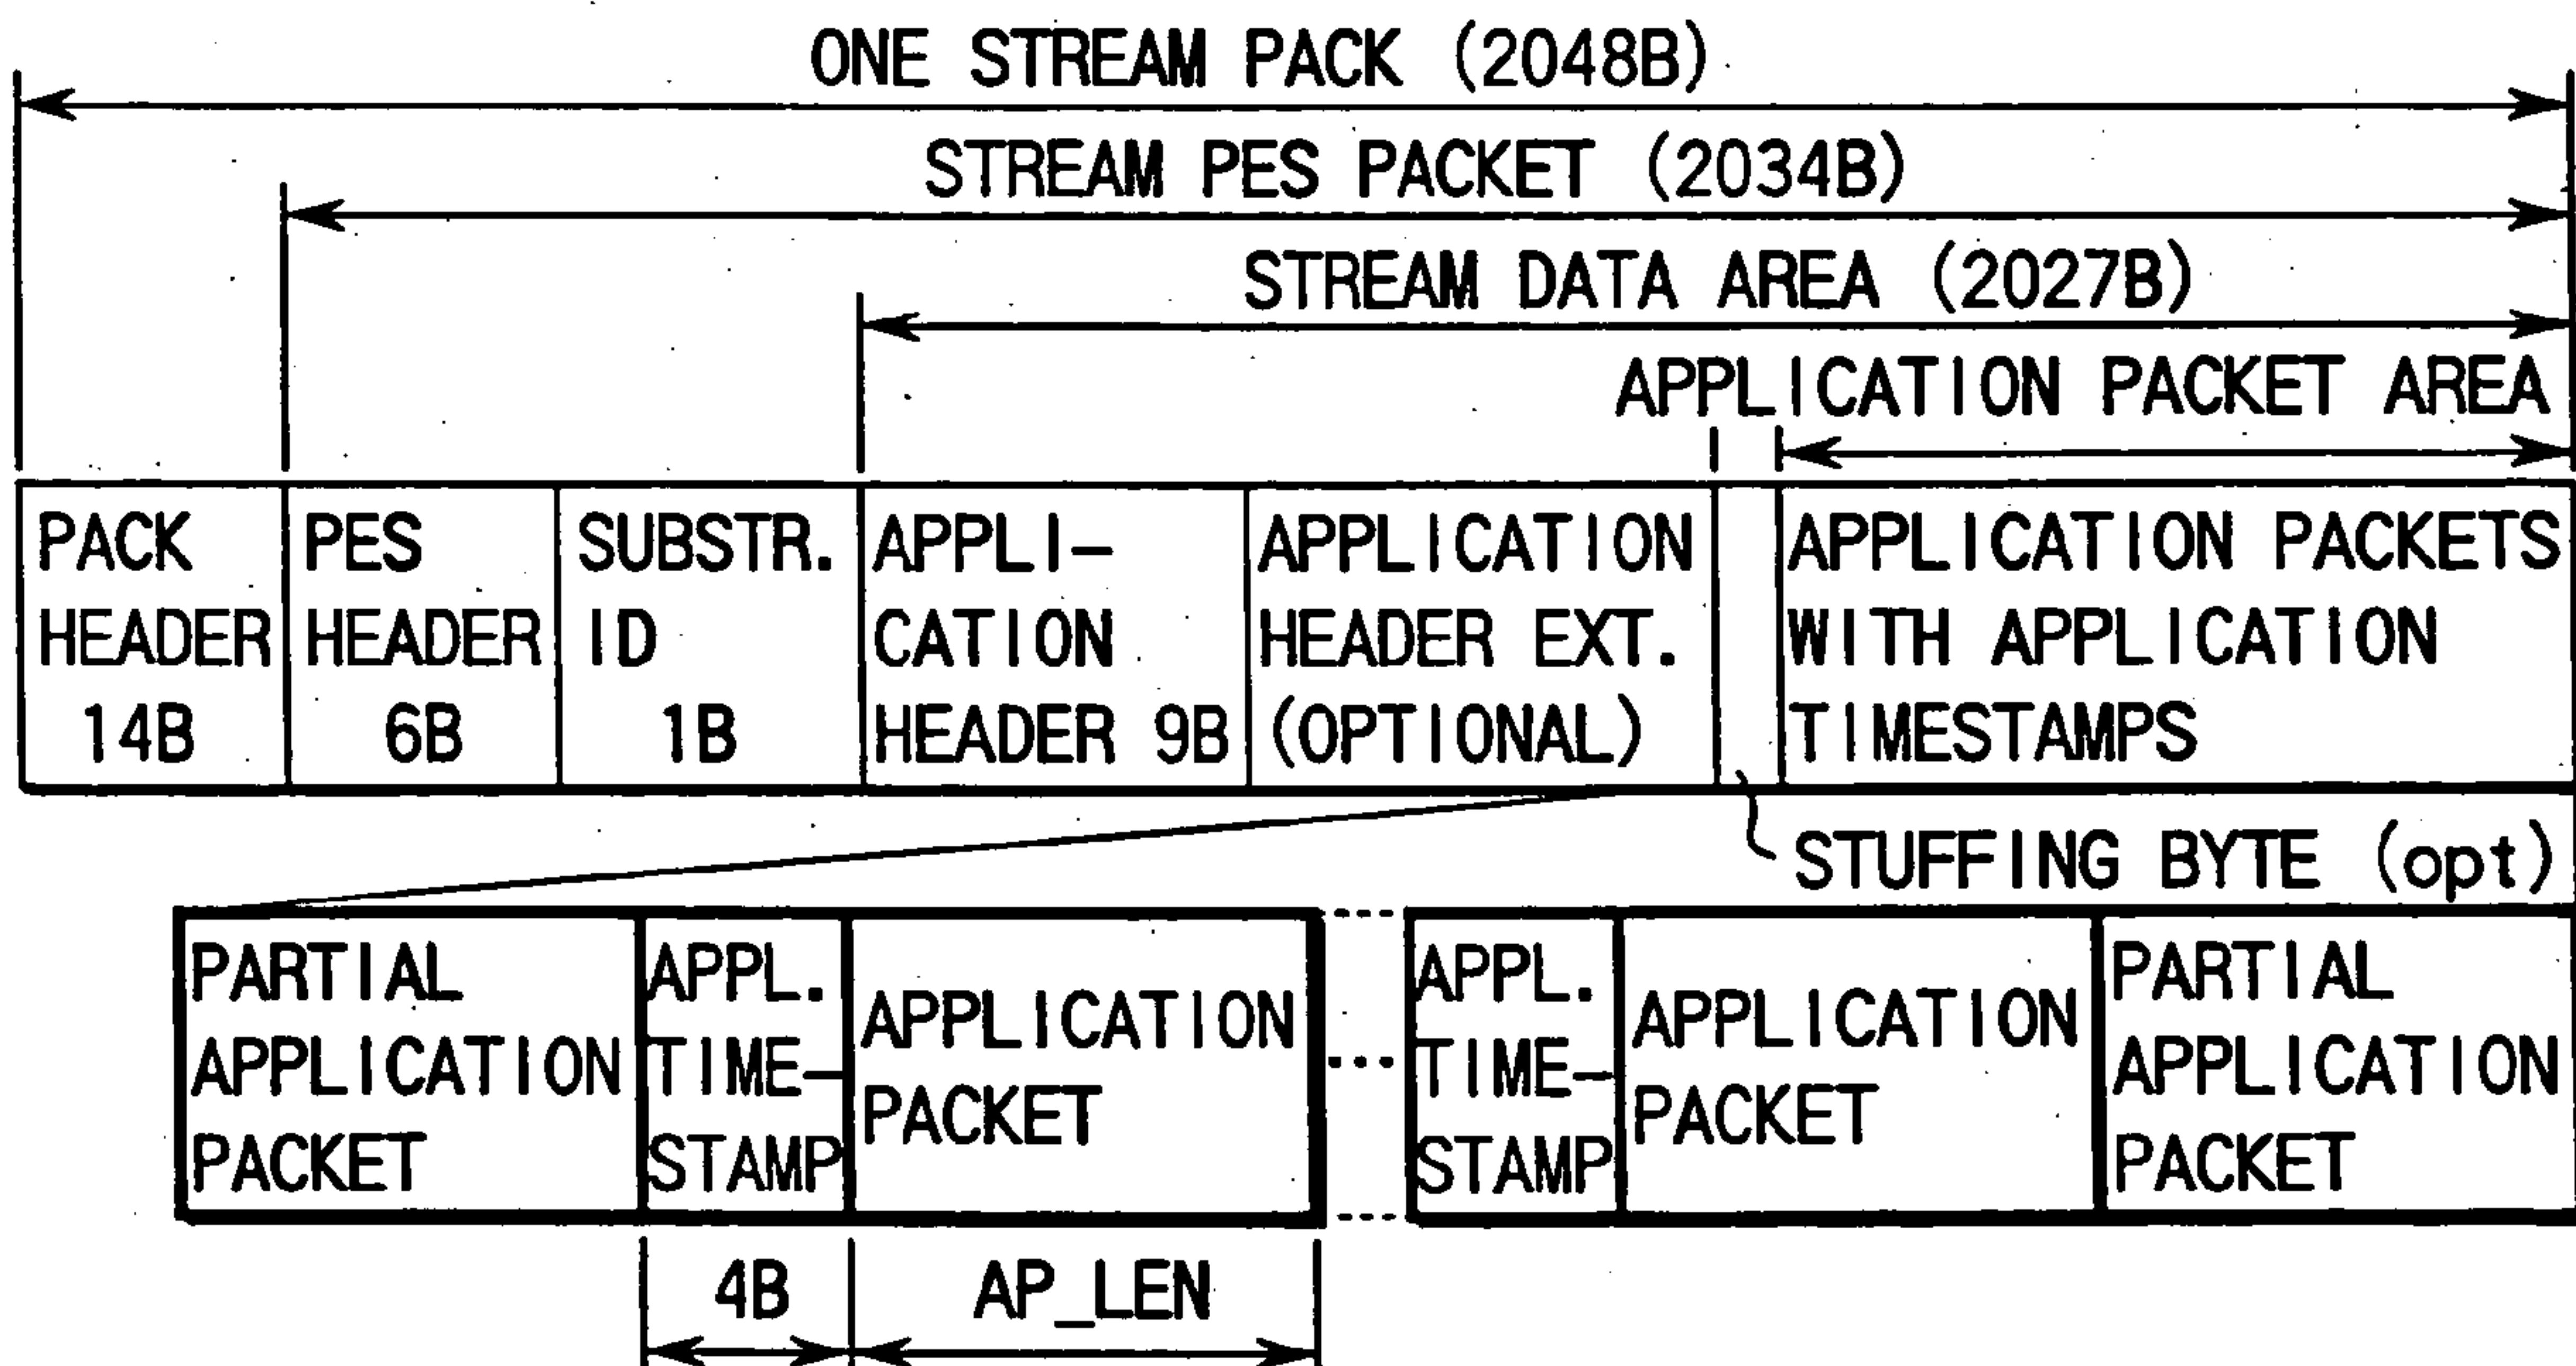 ONE STREAM PACK (2048B)
STREAM PES PACKET (2034B)
STREAM DATA AREA (2027B)
APPLICATION PACKET AREA
PACK
HEADER
14B
PES
HEADER
6B
SUBSTR.
ID
1B
APPLI-
CATION
HEADER 9B
APPLICATION
HEADER EXT.
(OPTIONAL)
APPLICATION PACKETS
WITH APPLICATION
TIMESTAMPS
STUFFING BYTE (opt)
PARTIAL
APPLICATION
PACKET
APPL.
TIME-
STAMP
APPLICATION
PACKET
...
APPL.
TIME-
STAMP
APPLICATION
PACKET
PARTIAL
APPLICATION
PACKET
4B
AP_LEN